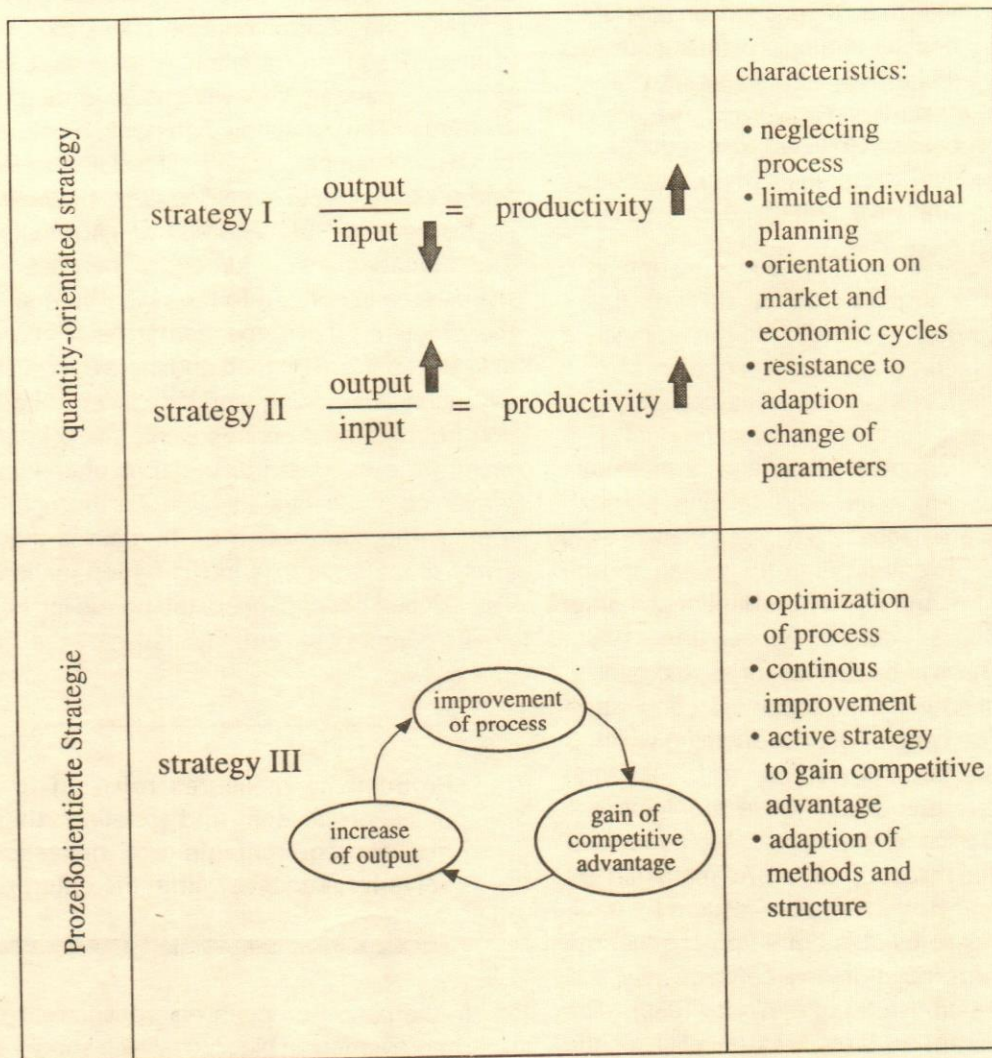 quantity-orientated strategy
strategy I
output
input
=
productivity
strategy II
output
input
=
productivity
characteristics:
• neglecting
process
• limited individual
planning
• orientation on
market and
economic cycles
• resistance to
adaption
• change of
parameters
Prozeßorientierte Strategie
strategy III
improvement
of process
increase
of output
gain of
competitive
advantage
• optimization
of process
• continous
improvement
• active strategy
to gain competitive
advantage
• adaption of
methods and
structure